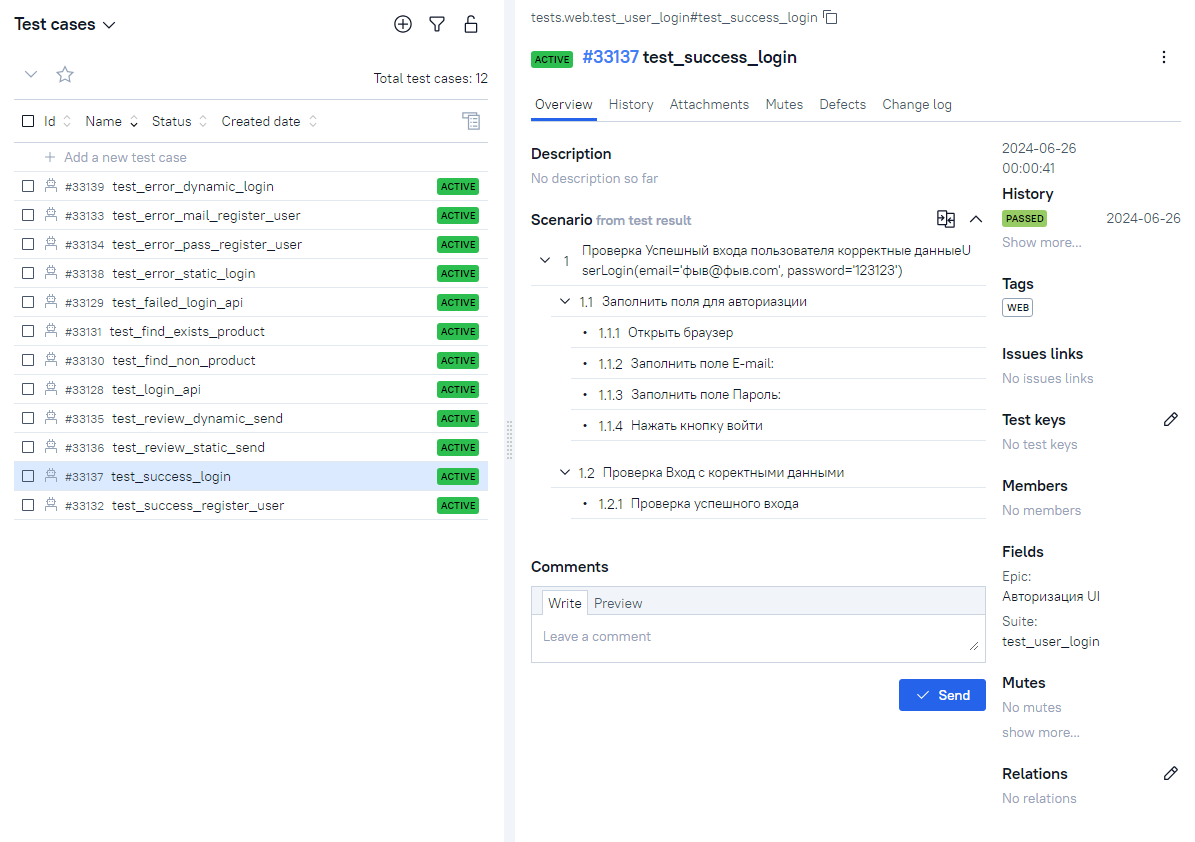 Test cases
Total test cases: 12
Id Name Status Created date
Add a new test case
#33139 test_error_dynamic_login ACTIVE
#33133 test_error_mail_register_user ACTIVE
#33134 test_error_pass_register_user ACTIVE
#33138 test_error_static_login ACTIVE
#33129 test_failed_login_api ACTIVE
#33131 test_find_exists_product ACTIVE
#33130 test_find_non_product ACTIVE
#33128 test_login_api ACTIVE
#33135 test_review_dynamic_send ACTIVE
#33136 test_review_static_send ACTIVE
#33137 test_success_login ACTIVE
#33132 test_success_register_user ACTIVE
tests.web.test_user_login#test_success_login
ACTIVE #33137 test_success_login
Overview History Attachments Mutes Defects Change log
Description
No description so far
Scenario from test result
1 Проверка Успешный входа пользователя корректные данныеU
serLogin(email='фыв@фыв.com', password='123123')
1.1 Заполнить поля для авториазции
1.1.1 Открыть браузер
1.1.2 Заполнить поле E-mail:
1.1.3 Заполнить поле Пароль:
1.1.4 Нажать кнопку войти
1.2 Проверка Вход с коректными данными
1.2.1 Проверка успешного входа
Comments
Write Preview
Leave a comment
Send
2024-06-26
00:00:41
History
PASSED 2024-06-26
Show more...
Tags
WEB
Issues links
No issues links
Test keys
No test keys
Members
No members
Fields
Epic:
Авторизация UI
Suite:
test_user_login
Mutes
No mutes
show more...
Relations
No relations